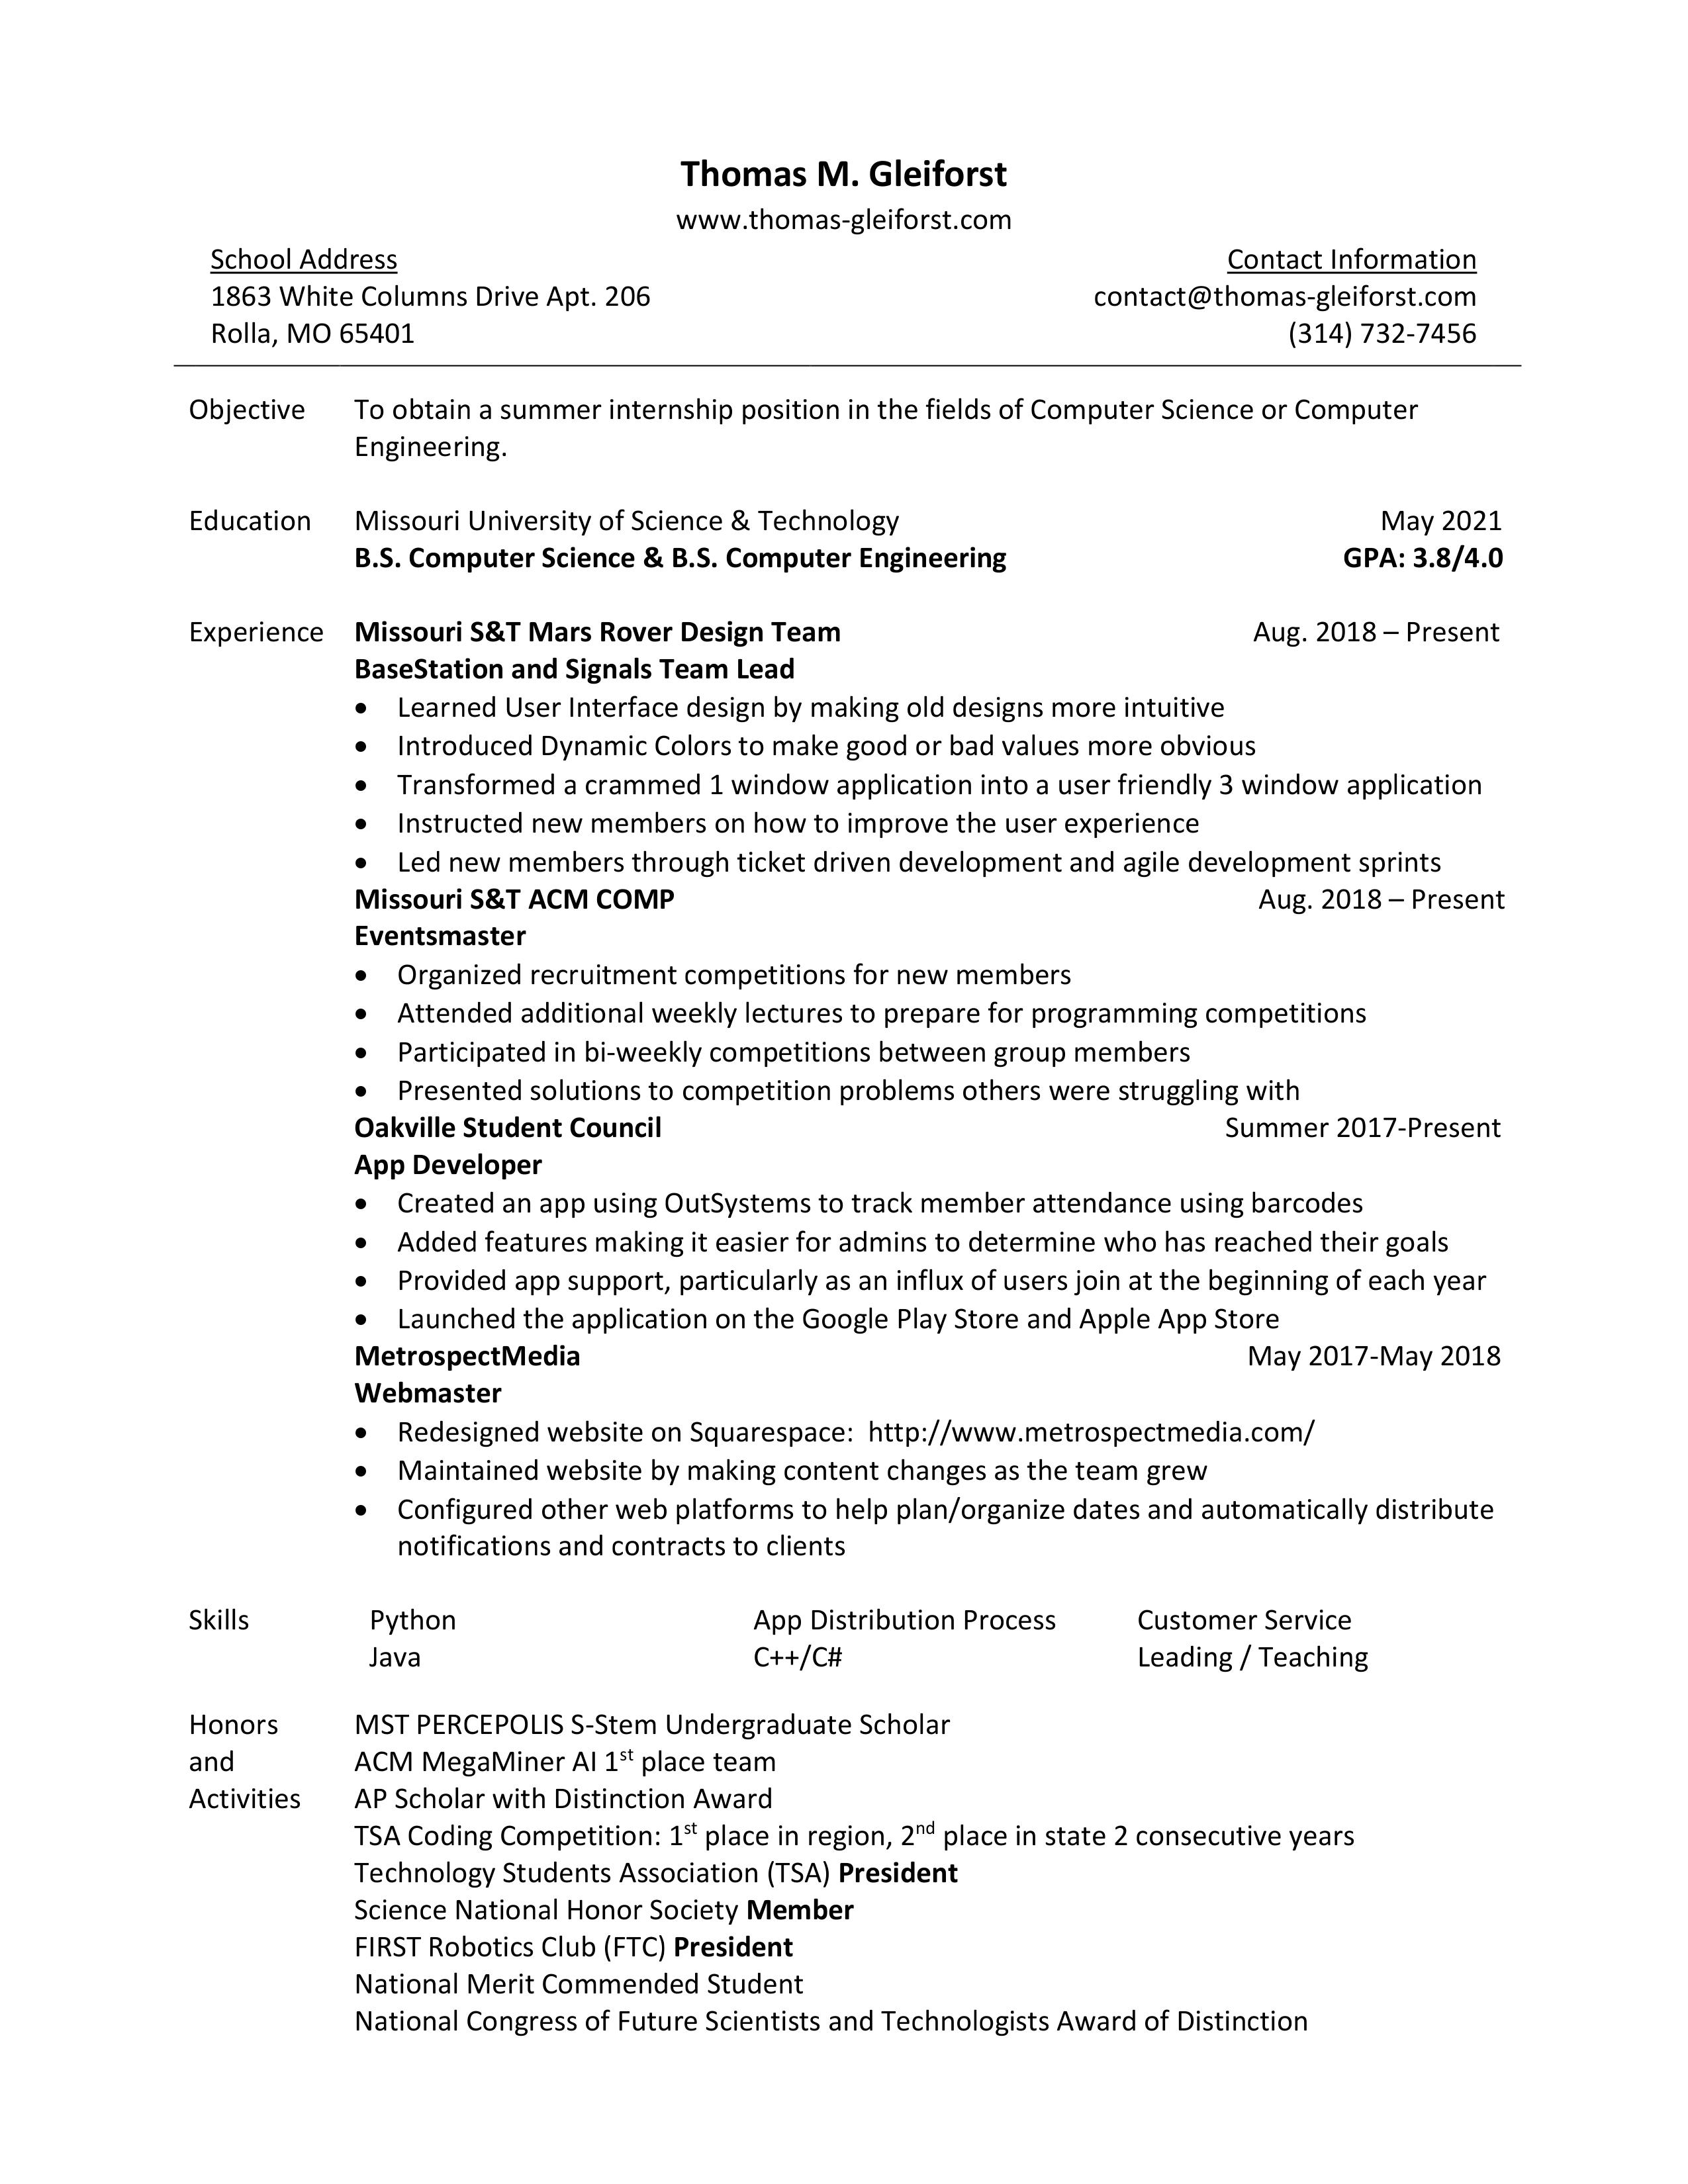 Thomas M. Gleiforst
www.thomas-gleiforst.com
School Address Contact Information
1863 White Columns Drive Apt. 206 contact@thomas-gleiforst.com
Rolla, MO 65401 (314) 732-7456
Objective To obtain a summer internship position in the fields of Computer Science or Computer
Engineering.
Education Missouri University of Science & Technology May 2021
B.S. Computer Science & B.S. Computer Engineering GPA: 3.8/4.0
Experience Missouri S&T Mars Rover Design Team Aug. 2018 – Present
BaseStation and Signals Team Lead
• Learned User Interface design by making old designs more intuitive
• Introduced Dynamic Colors to make good or bad values more obvious
• Transformed a crammed 1 window application into a user friendly 3 window application
• Instructed new members on how to improve the user experience
• Led new members through ticket driven development and agile development sprints
Missouri S&T ACM COMP Aug. 2018 – Present
Eventsmaster
• Organized recruitment competitions for new members
• Attended additional weekly lectures to prepare for programming competitions
• Participated in bi-weekly competitions between group members
• Presented solutions to competition problems others were struggling with
Oakville Student Council Summer 2017-Present
App Developer
• Created an app using OutSystems to track member attendance using barcodes
• Added features making it easier for admins to determine who has reached their goals
• Provided app support, particularly as an influx of users join at the beginning of each year
• Launched the application on the Google Play Store and Apple App Store
MetrospectMedia May 2017-May 2018
Webmaster
• Redesigned website on Squarespace:  http://www.metrospectmedia.com/
• Maintained website by making content changes as the team grew
• Configured other web platforms to help plan/organize dates and automatically distribute
notifications and contracts to clients
Skills Python App Distribution Process Customer Service
Java C++/C# Leading / Teaching
Honors MST PERCEPOLIS S-Stem Undergraduate Scholar
and ACM MegaMiner AI 1st place team
Activities AP Scholar with Distinction Award
TSA Coding Competition: 1st place in region, 2nd place in state 2 consecutive years
Technology Students Association (TSA) President
Science National Honor Society Member
FIRST Robotics Club (FTC) President
National Merit Commended Student
National Congress of Future Scientists and Technologists Award of Distinction